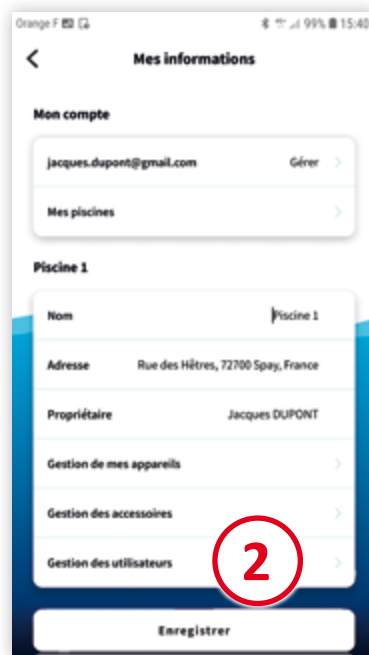 Orange F 99% 15:40
Mes informations
Mon compte
jacques.dupont@gmail.com Gérer
Mes piscines
Piscine 1
Nom Piscine 1
Adresse Rue des Hêtres, 72700 Spay, France
Propriétaire Jacques DUPONT
Gestion de mes appareils
Gestion des accessoires
Gestion des utilisateurs 2
Enregistrer